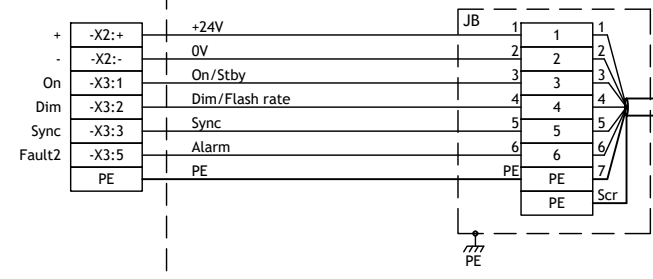 JB
+ -X2:+ +24V 1 1 1
- -X2:- 0V 2 2 2
On -X3:1 On/Stby 3 3 3
Dim -X3:2 Dim/Flash rate 4 4 4
Sync -X3:3 Sync 5 5 5
Fault2 -X3:5 Alarm 6 6 6
PE PE PE PE 7
PE Scr
PE